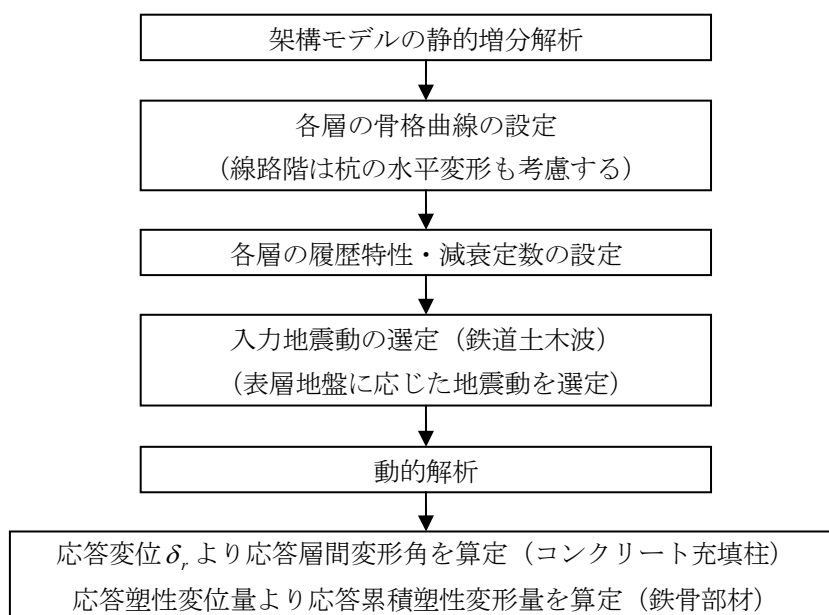 架構モデルの静的増分解析
各層の骨格曲線の設定
（線路階は杭の水平変形も考慮する）
各層の履歴特性・減衰定数の設定
入力地震動の選定（鉄道土木波）
（表層地盤に応じた地震動を選定）
動的解析
応答変位δr より応答層間変形角を算定（コンクリート充填柱）
応答塑性変位量より応答累積塑性変形量を算定（鉄骨部材）